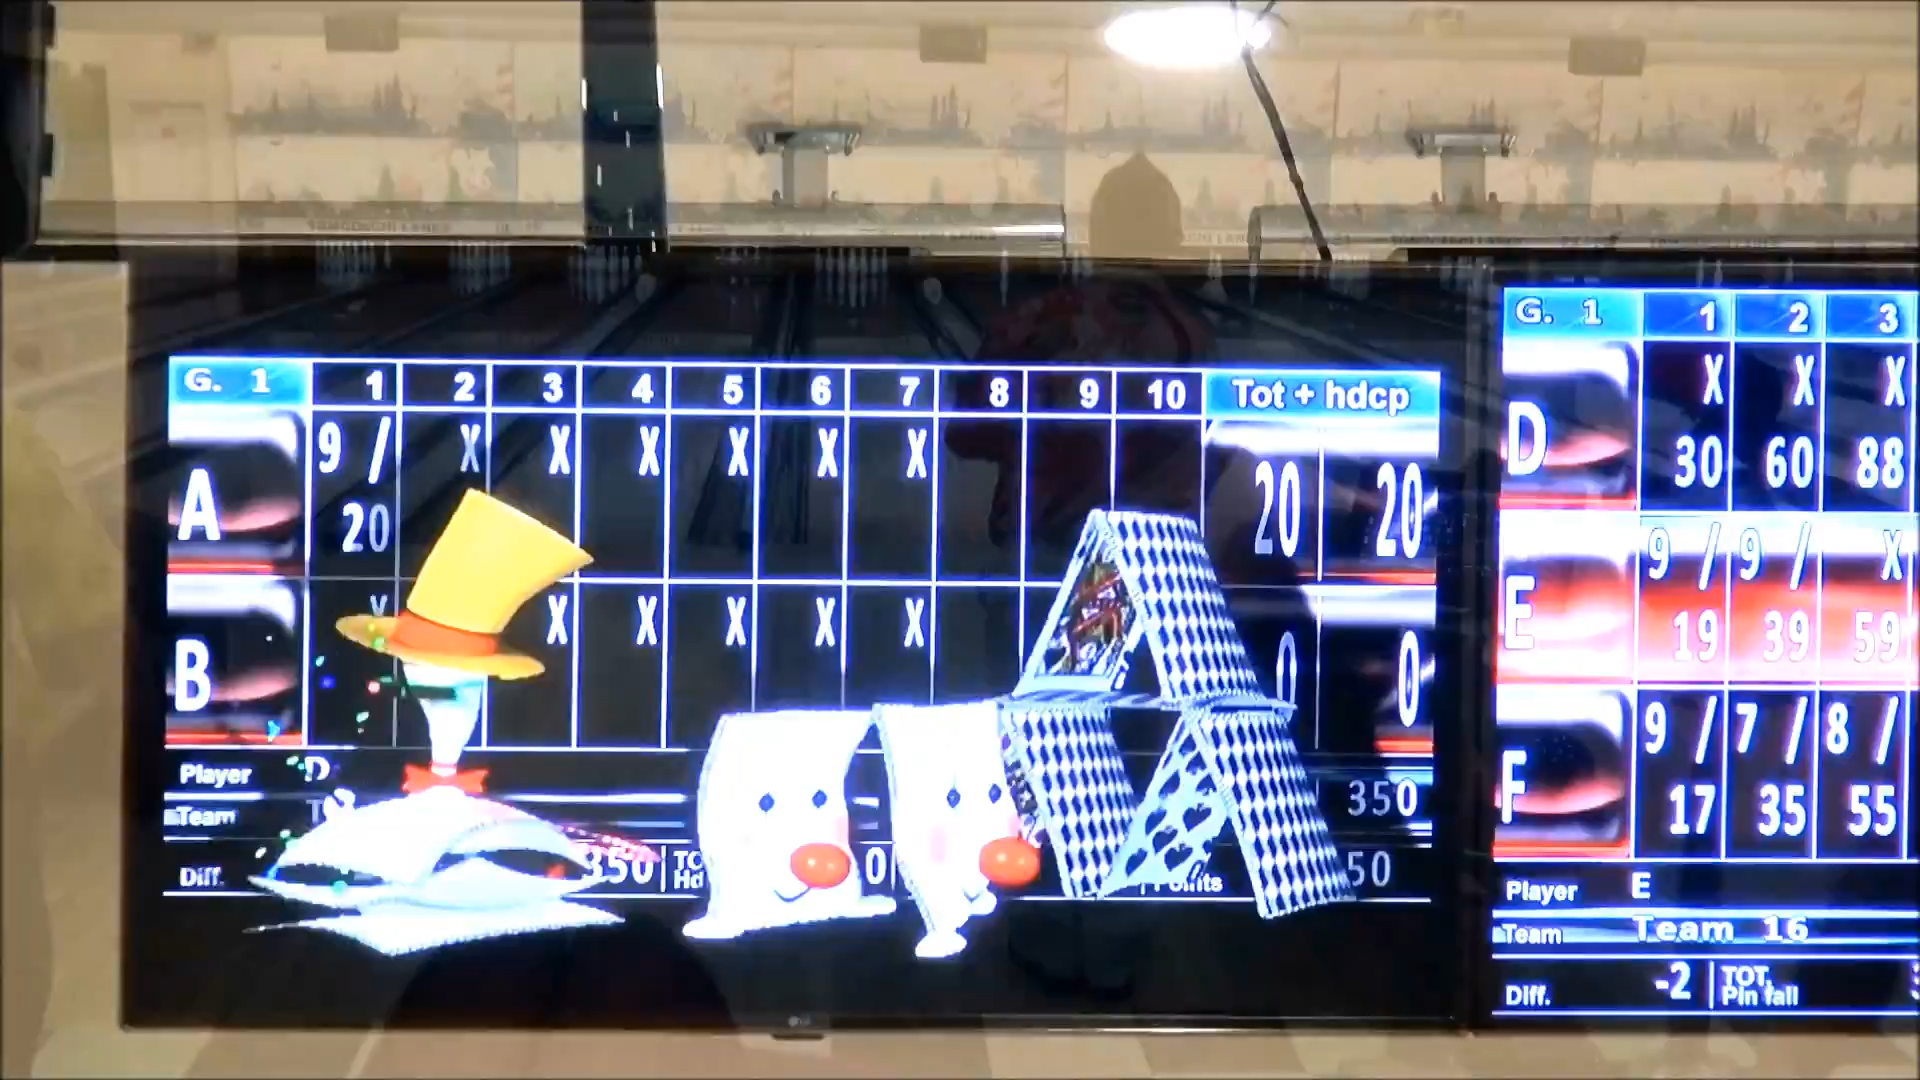 G. 1 1 2 3 4 5 6 7 8 9 10 Tot + hdcp
A 9 / X X X X X X
20 20 20
B X X X X X
0 0
Player D
Team 350
Diff. 350 0 50
G. 1 1 2 3
D X X X
30 60 88
E 9 / 9 / X
19 39 59
F 9 / 7 / 8 /
17 35 55
Player E
Team Team 16
Diff. -2 TOT.
Pin fall